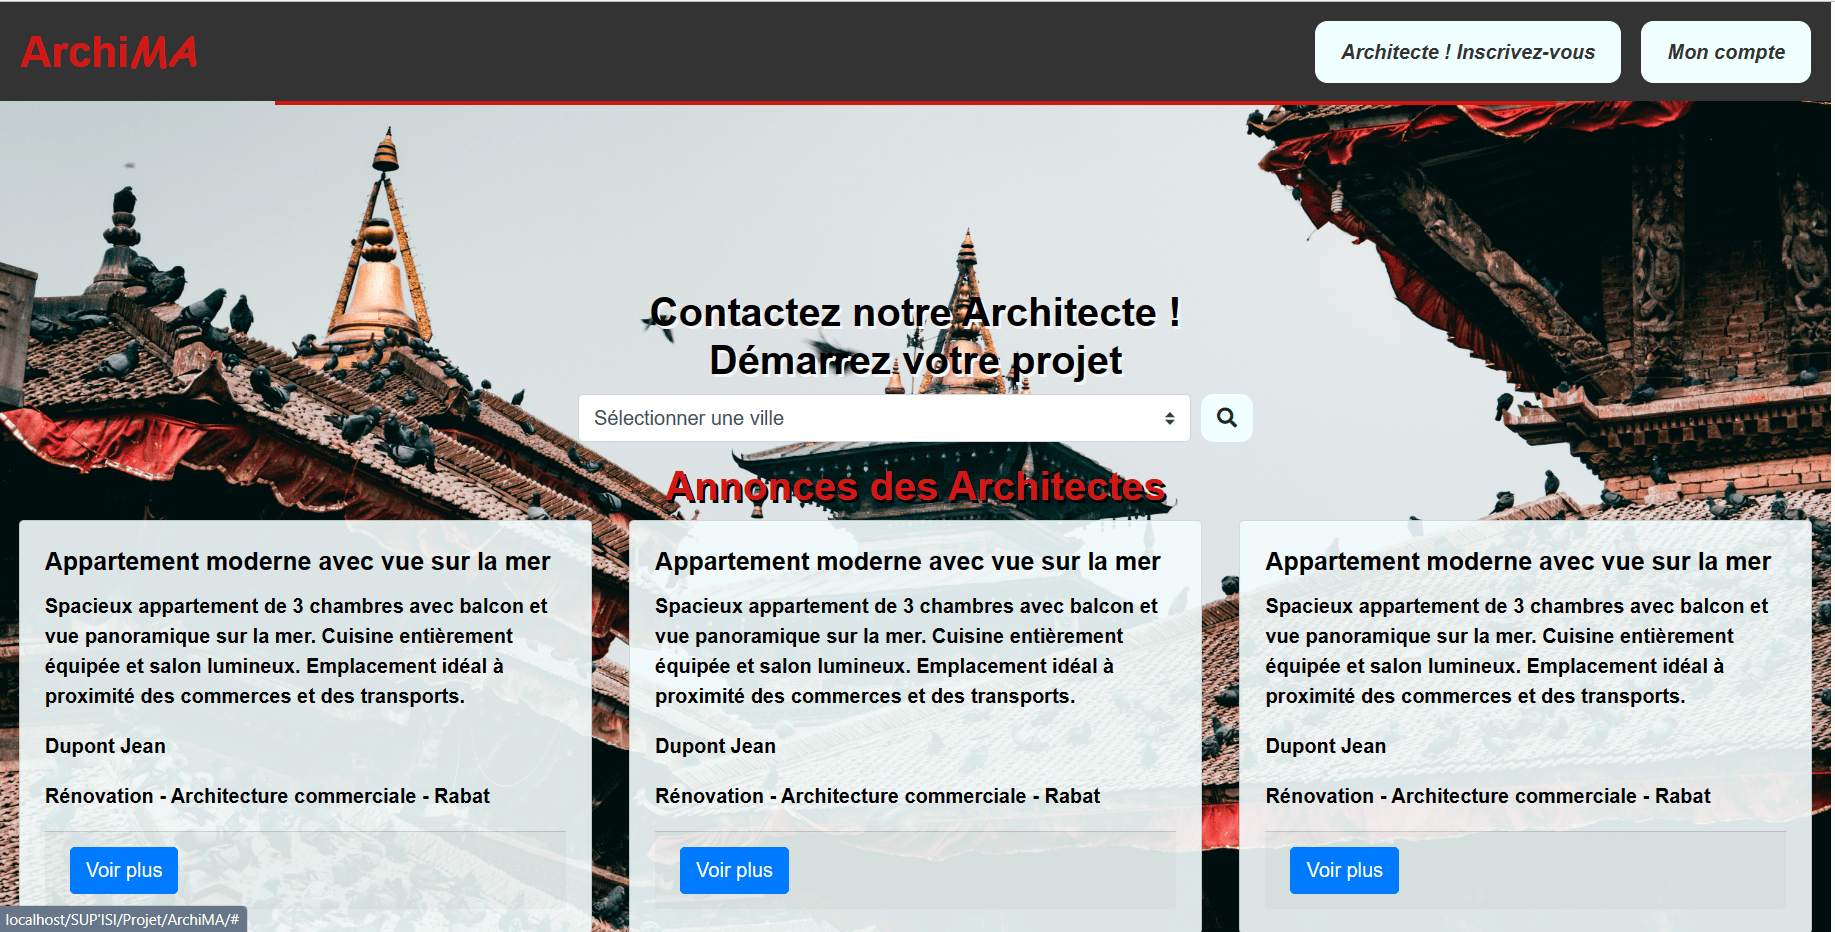 ArchiMA
Architecte ! Inscrivez-vous
Mon compte
Contactez notre Architecte !
Démarrez votre projet
Sélectionner une ville
Annonces des Architectes
Appartement moderne avec vue sur la mer
Spacieux appartement de 3 chambres avec balcon et
vue panoramique sur la mer. Cuisine entièrement
équipée et salon lumineux. Emplacement idéal à
proximité des commerces et des transports.
Dupont Jean
Rénovation - Architecture commerciale - Rabat
Voir plus
Appartement moderne avec vue sur la mer
Spacieux appartement de 3 chambres avec balcon et
vue panoramique sur la mer. Cuisine entièrement
équipée et salon lumineux. Emplacement idéal à
proximité des commerces et des transports.
Dupont Jean
Rénovation - Architecture commerciale - Rabat
Voir plus
Appartement moderne avec vue sur la mer
Spacieux appartement de 3 chambres avec balcon et
vue panoramique sur la mer. Cuisine entièrement
équipée et salon lumineux. Emplacement idéal à
proximité des commerces et des transports.
Dupont Jean
Rénovation - Architecture commerciale - Rabat
Voir plus
localhost/SUP'ISI/Projet/ArchiMA/#